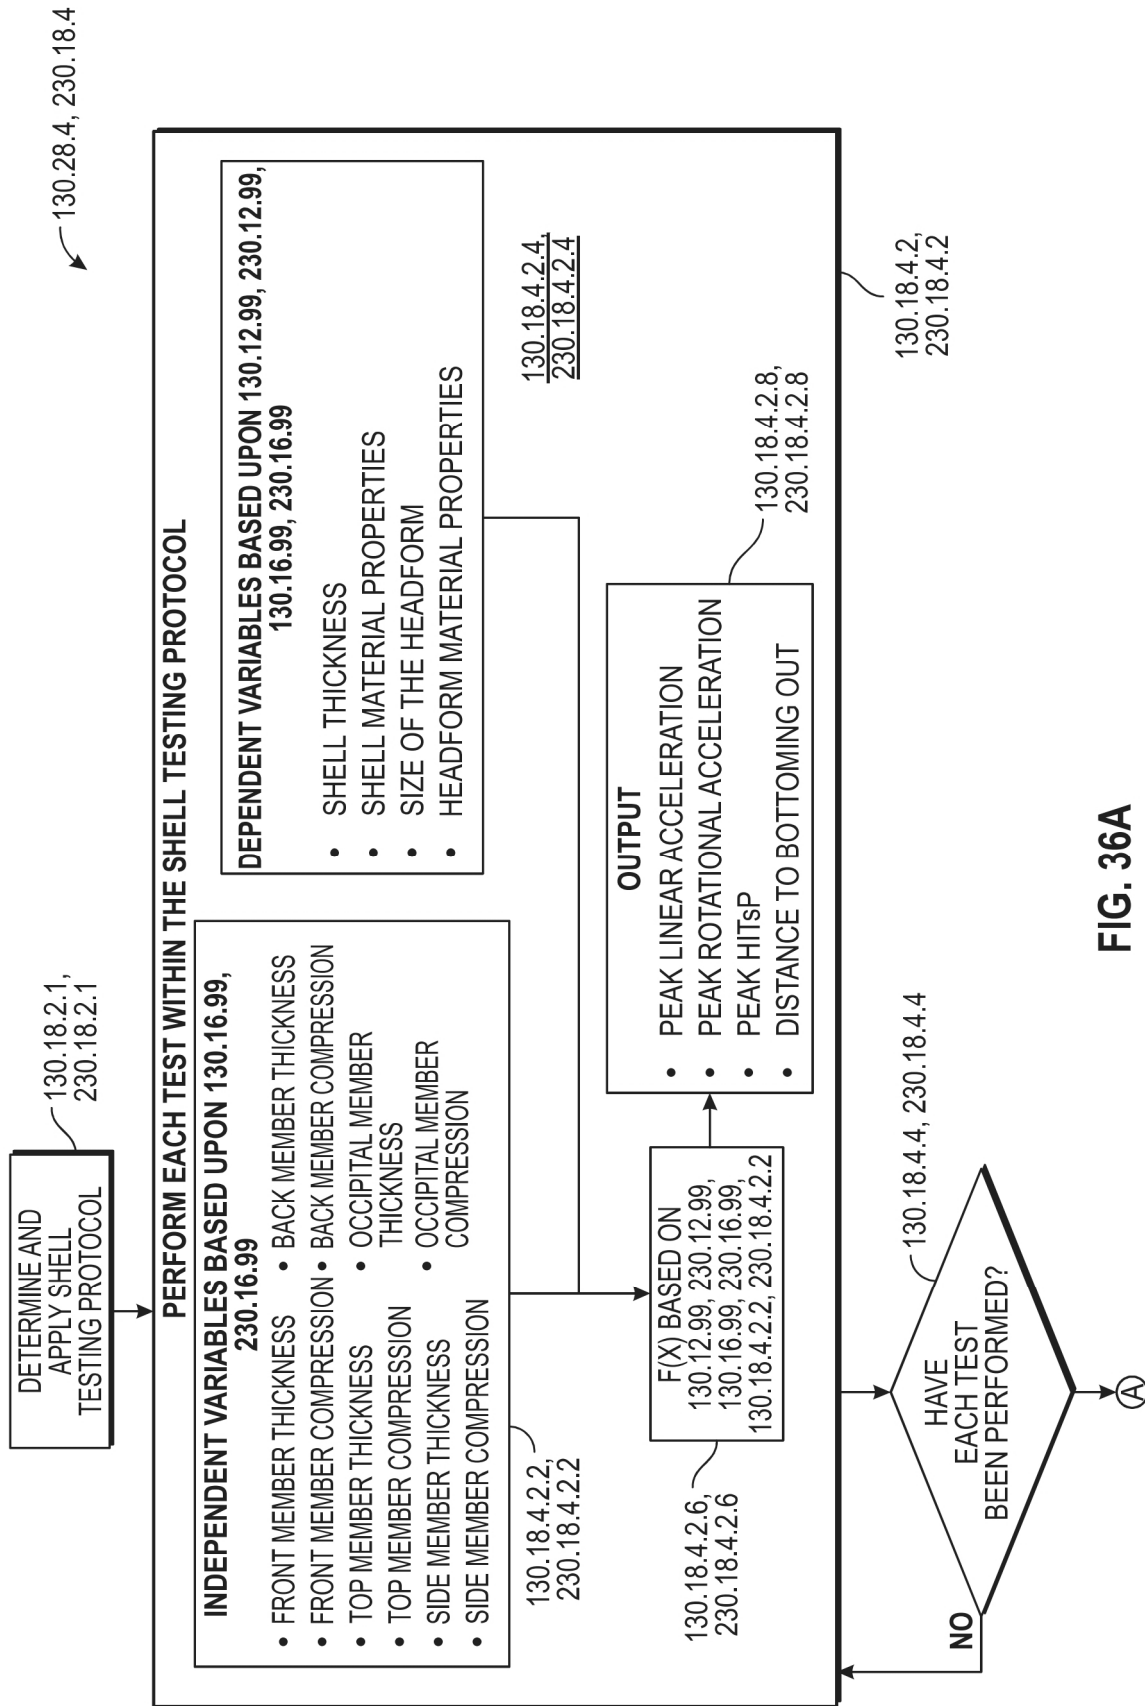 130.28.4, 230.18.4
DETERMINE AND
APPLY SHELL
TESTING PROTOCOL
130.18.2.1,
230.18.2.1
PERFORM EACH TEST WITHIN THE SHELL TESTING PROTOCOL
INDEPENDENT VARIABLES BASED UPON 130.16.99,
230.16.99
• FRONT MEMBER THICKNESS
• FRONT MEMBER COMPRESSION
• TOP MEMBER THICKNESS
• TOP MEMBER COMPRESSION
• SIDE MEMBER THICKNESS
• SIDE MEMBER COMPRESSION
• BACK MEMBER THICKNESS
• BACK MEMBER COMPRESSION
• OCCIPITAL MEMBER
THICKNESS
• OCCIPITAL MEMBER
COMPRESSION
130.18.4.2.2,
230.18.4.2.2
DEPENDENT VARIABLES BASED UPON 130.12.99, 230.12.99,
130.16.99, 230.16.99
• SHELL THICKNESS
• SHELL MATERIAL PROPERTIES
• SIZE OF THE HEADFORM
• HEADFORM MATERIAL PROPERTIES
130.18.4.2.4,
230.18.4.2.4
F(X) BASED ON
130.12.99, 230.12.99,
130.16.99, 230.16.99,
130.18.4.2.2, 230.18.4.2.2
130.18.4.2.6,
230.18.4.2.6
OUTPUT
• PEAK LINEAR ACCELERATION
• PEAK ROTATIONAL ACCELERATION
• PEAK HITsP
• DISTANCE TO BOTTOMING OUT
130.18.4.2.8,
230.18.4.2.8
130.18.4.2,
230.18.4.2
HAVE
EACH TEST
BEEN PERFORMED?
130.18.4.4, 230.18.4.4
NO
A
FIG. 36A